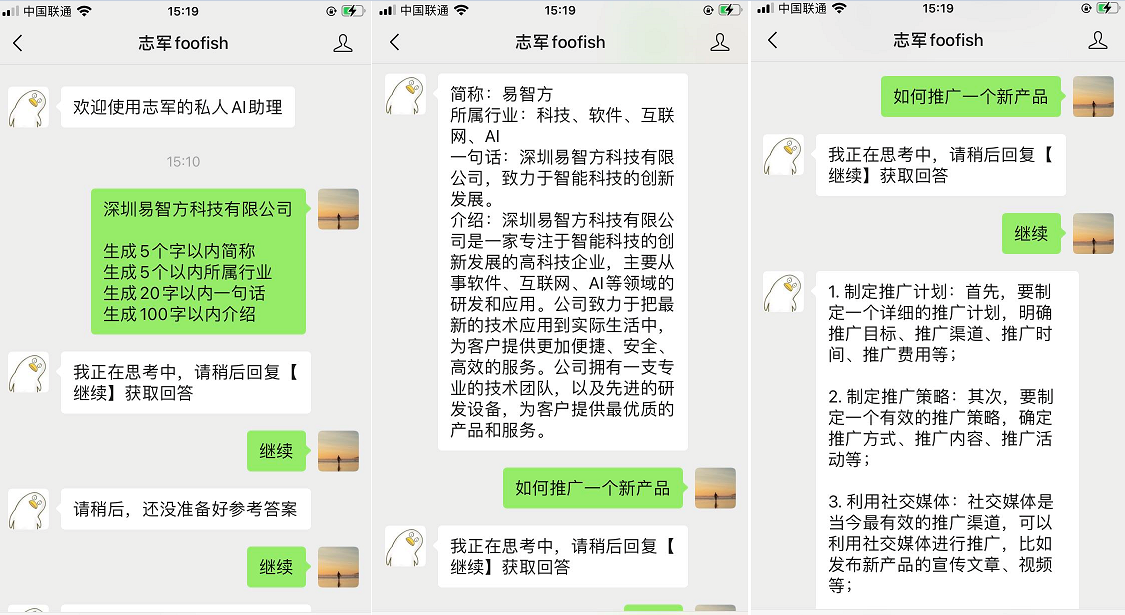 中国联通 15:19
志军foofish
欢迎使用志军的私人AI助理
15:10
深圳易智方科技有限公司
生成5个字以内简称
生成5个以内所属行业
生成20字以内一句话
生成100字以内介绍
我正在思考中，请稍后回复【
继续】获取回答
继续
请稍后，还没准备好参考答案
继续
中国联通 15:19
志军foofish
简称：易智方
所属行业：科技、软件、互联
网、AI
一句话：深圳易智方科技有限
公司，致力于智能科技的创新
发展。
介绍：深圳易智方科技有限公
司是一家专注于智能科技的创
新发展的高科技企业，主要从
事软件、互联网、AI等领域的
研发和应用。公司致力于把最
新的技术应用到实际生活中，
为客户提供更加便捷、安全、
高效的服务。公司拥有一支专
业的技术团队，以及先进的研
发设备，为客户提供最优质的
产品和服务。
如何推广一个新产品
我正在思考中，请稍后回复【
继续】获取回答
中国联通 15:19
志军foofish
如何推广一个新产品
我正在思考中，请稍后回复【
继续】获取回答
继续
1. 制定推广计划：首先，要制
定一个详细的推广计划，明确
推广目标、推广渠道、推广时
间、推广费用等；
2. 制定推广策略：其次，要制
定一个有效的推广策略，确定
推广方式、推广内容、推广活
动等；
3. 利用社交媒体：社交媒体是
当今最有效的推广渠道，可以
利用社交媒体进行推广，比如
发布新产品的宣传文章、视频
等；